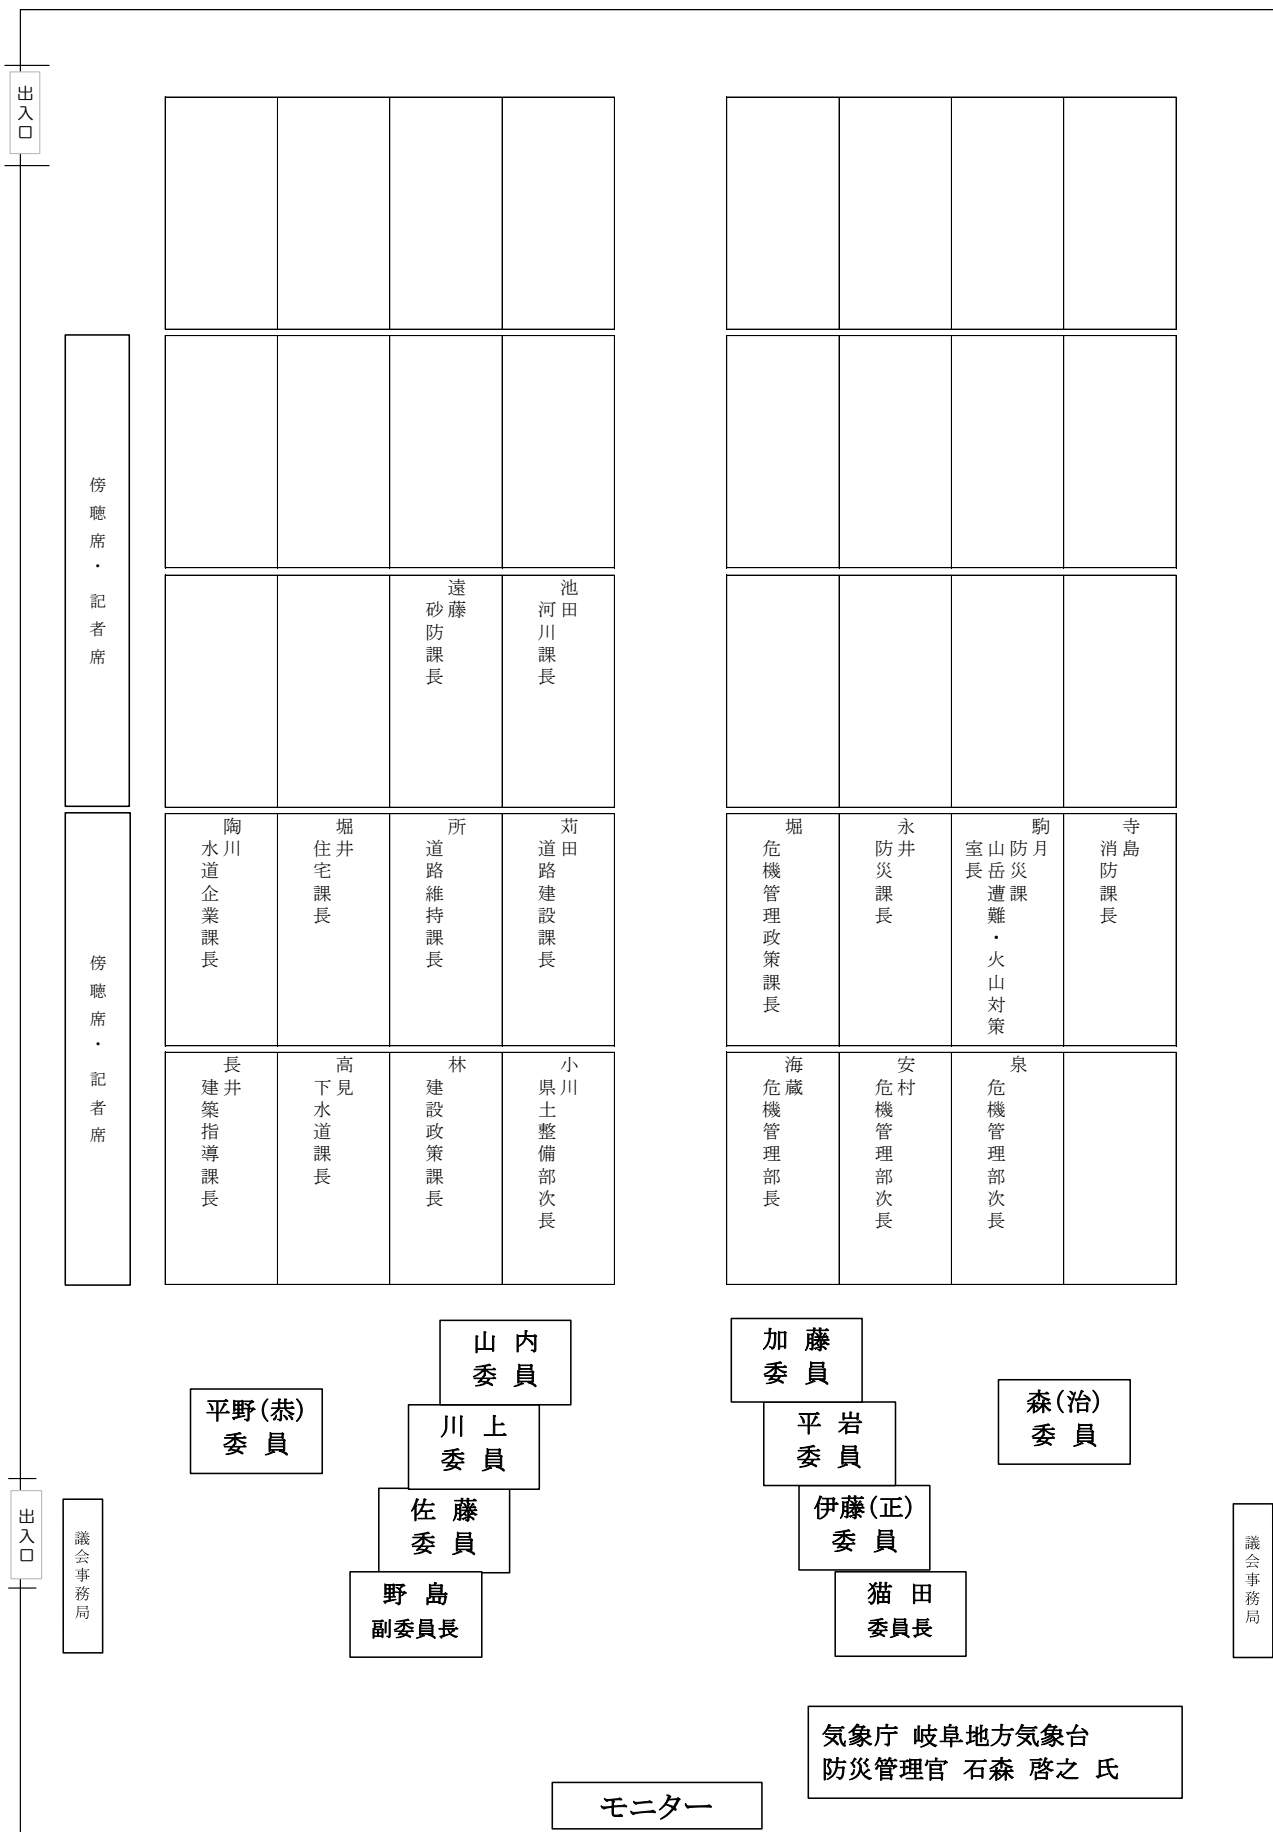 出入口
傍聴席・記者席
遠藤
砂防課長
池田
河川課長
傍聴席・記者席
陶川
水道企業課長
堀井
住宅課長
所
道路維持課長
苅田
道路建設課長
堀
危機管理政策課長
永井
防災課長
駒月
防災課
山岳遭難・火山対策
室長
寺島
消防課長
長井
建築指導課長
高見
下水道課長
林
建設政策課長
小川
県土整備部次長
海蔵
危機管理部長
安村
危機管理部次長
泉
危機管理部次長
山内
委員
加藤
委員
平野(恭)
委員
川上
委員
平岩
委員
森(治)
委員
佐藤
委員
伊藤(正)
委員
出入口
議会事務局
野島
副委員長
猫田
委員長
議会事務局
気象庁 岐阜地方気象台
防災管理官 石森 啓之 氏
モニター